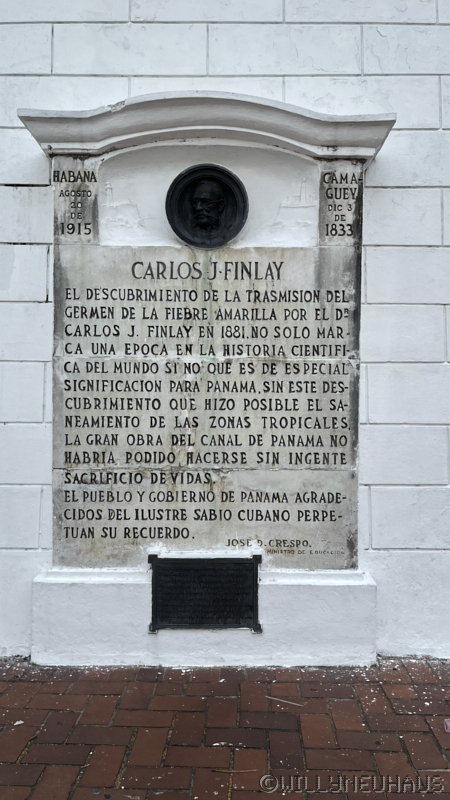 HABANA
AGOSTO
20
DE
1915
CAMA-
GUEY
DIC 3
DE
1833
CARLOS J. FINLAY
EL DESCUBRIMIENTO DE LA TRASMISION DEL
GERMEN DE LA FIEBRE AMARILLA POR EL DR
CARLOS J. FINLAY EN 1881, NO SOLO MAR-
CA UNA EPOCA EN LA HISTORIA CIENTIFI-
CA DEL MUNDO SI NO QUE ES DE ESPECIAL
SIGNIFICACION PARA PANAMA, SIN ESTE DES-
CUBRIMIENTO QUE HIZO POSIBLE EL SA-
NEAMIENTO DE LAS ZONAS TROPICALES,
LA GRAN OBRA DEL CANAL DE PANAMA NO
HABRIA PODIDO HACERSE SIN INGENTE
SACRIFICIO DE VIDAS.
EL PUEBLO Y GOBIERNO DE PANAMA AGRADE-
CIDOS DEL ILUSTRE SABIO CUBANO PERPE-
TUAN SU RECUERDO.
JOSÉ D. CRESPO.
MINISTRO DE EDUCACION
©WILLYNEUHAUS